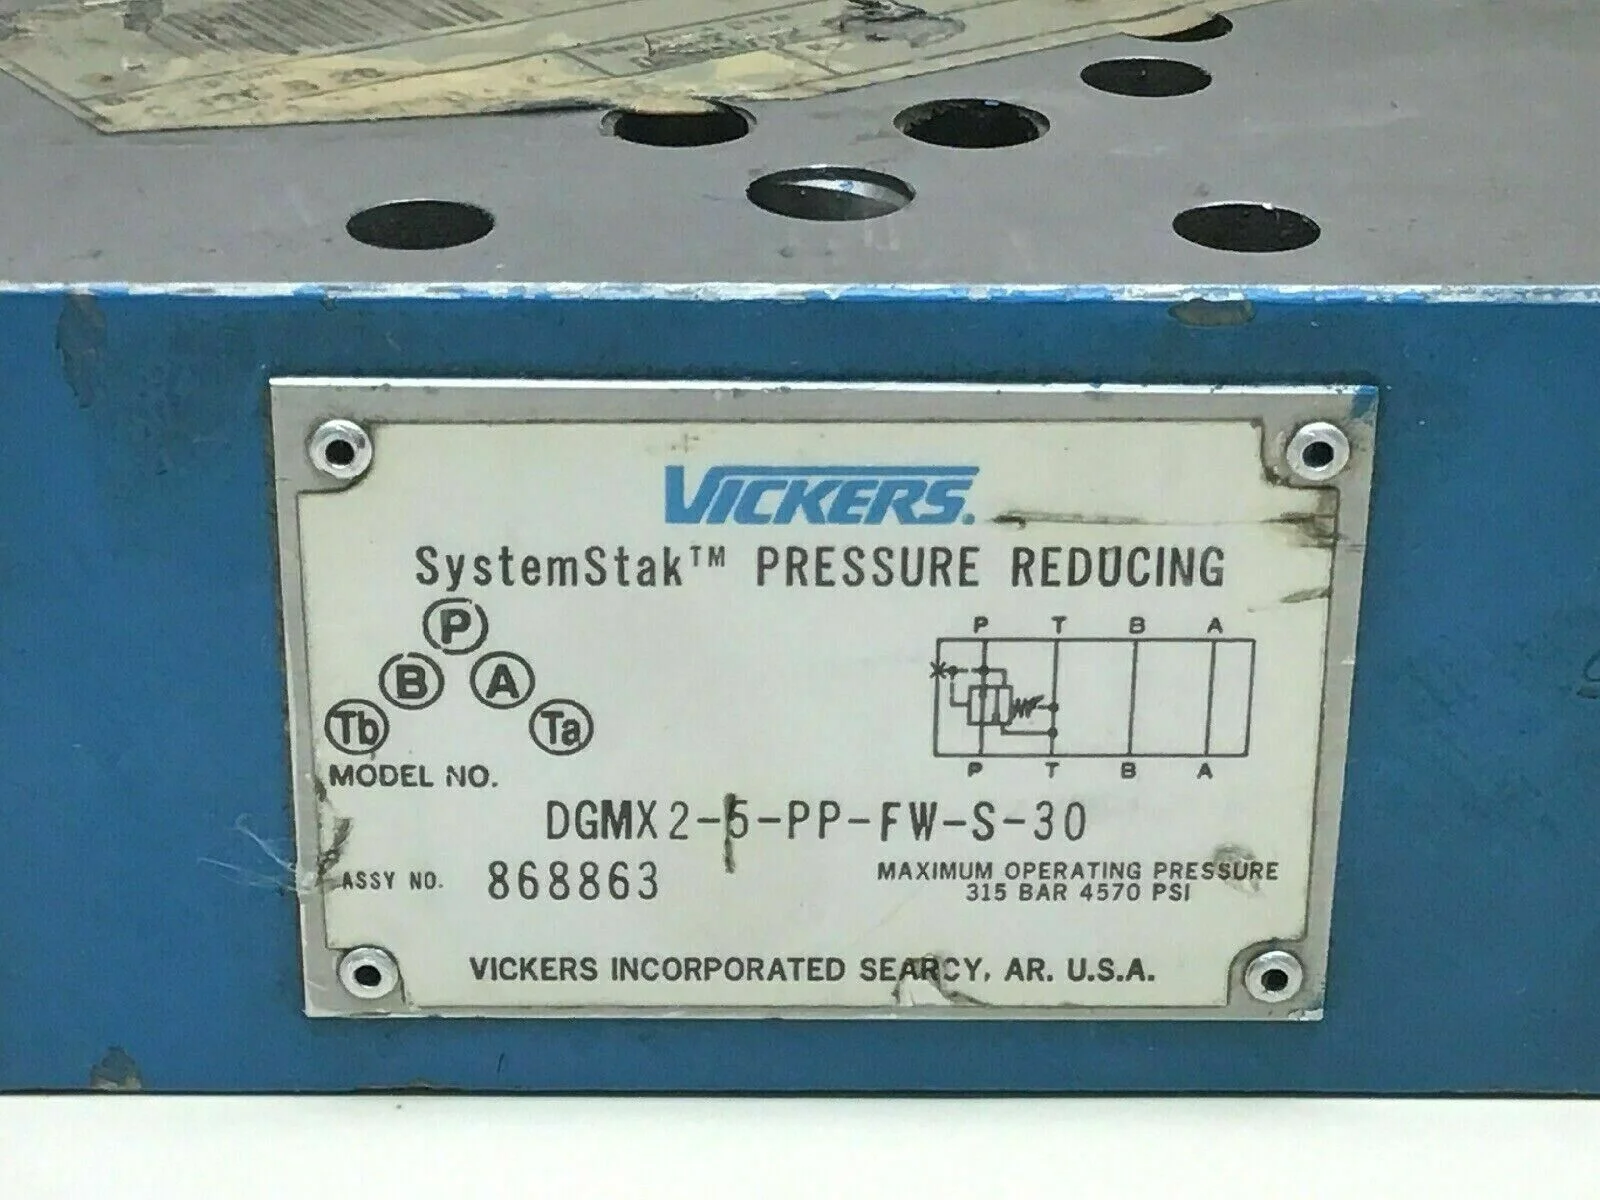 VICKERS.
SystemStak™ PRESSURE REDUCING
P
B A
Tb Ta
P T B A
P T B A
MODEL NO.
DGMX2-5-PP-FW-S-30
ASSY NO. 868863
MAXIMUM OPERATING PRESSURE
315 BAR 4570 PSI
VICKERS INCORPORATED SEARCY, AR. U.S.A.